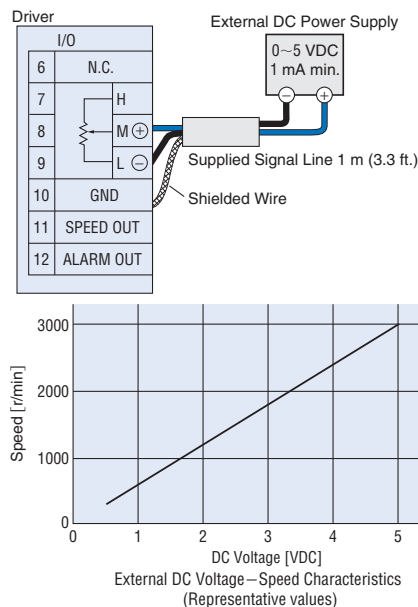 Driver
External DC Power Supply
I/O
6 N.C.
7 H
8 M ⊕
9 L ⊖
10 GND
11 SPEED OUT
12 ALARM OUT
0~5 VDC
1 mA min.
⊖ ⊕
Supplied Signal Line 1 m (3.3 ft.)
Shielded Wire
Speed [r/min]
3000
2000
1000
0
0 1 2 3 4 5
DC Voltage [VDC]
External DC Voltage−Speed Characteristics
(Representative values)